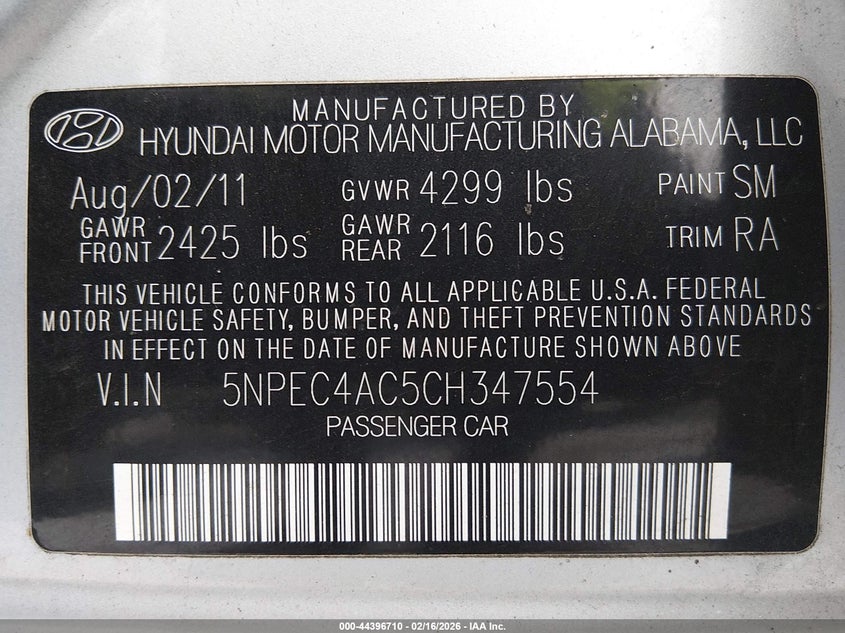 MANUFACTURED BY
HYUNDAI MOTOR MANUFACTURING ALABAMA, LLC
Aug/02/11 GVWR 4299 lbs PAINT SM
GAWR FRONT 2425 lbs GAWR REAR 2116 lbs TRIM RA
THIS VEHICLE CONFORMS TO ALL APPLICABLE U.S.A. FEDERAL
MOTOR VEHICLE SAFETY, BUMPER, AND THEFT PREVENTION STANDARDS
IN EFFECT ON THE DATE OF MANUFACTURE SHOWN ABOVE
V.I.N 5NPEC4AC5CH347554
PASSENGER CAR
000-44396710 - 02/16/2026 - IAA Inc.